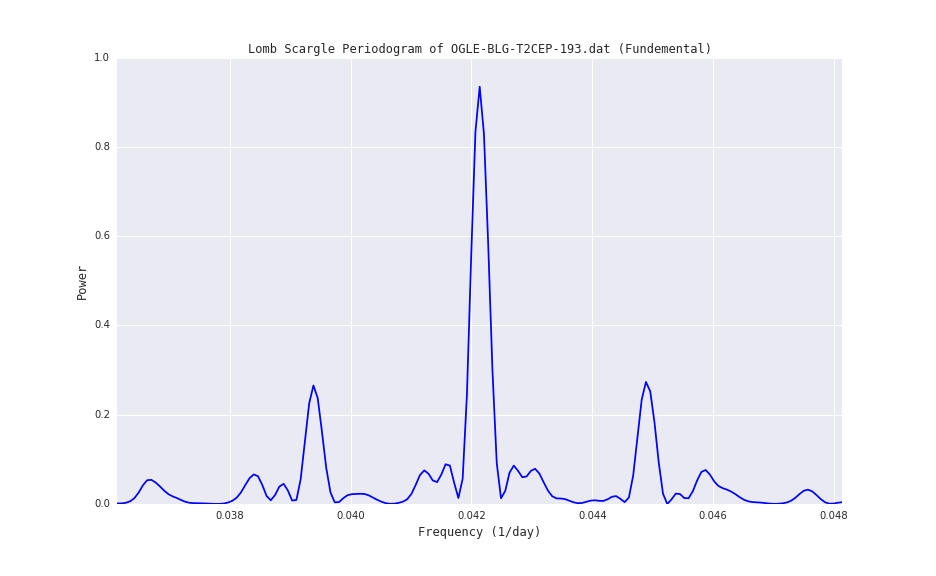 Lomb Scargle Periodogram of OGLE-BLG-T2CEP-193.dat (Fundemental)
1.0
0.8
0.6
0.4
0.2
0.0
Power
0.038 0.040 0.042 0.044 0.046 0.048
Frequency (1/day)